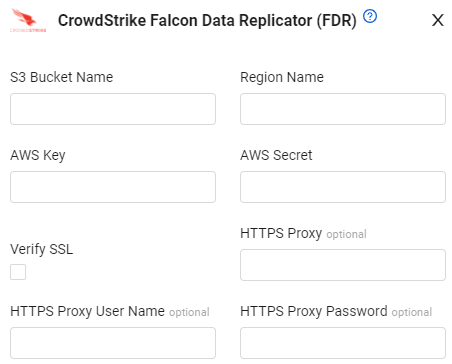 CROWDSTRIKE
CrowdStrike Falcon Data Replicator (FDR) ? X
S3 Bucket Name
Region Name
AWS Key
AWS Secret
Verify SSL
HTTPS Proxy optional
HTTPS Proxy User Name optional
HTTPS Proxy Password optional